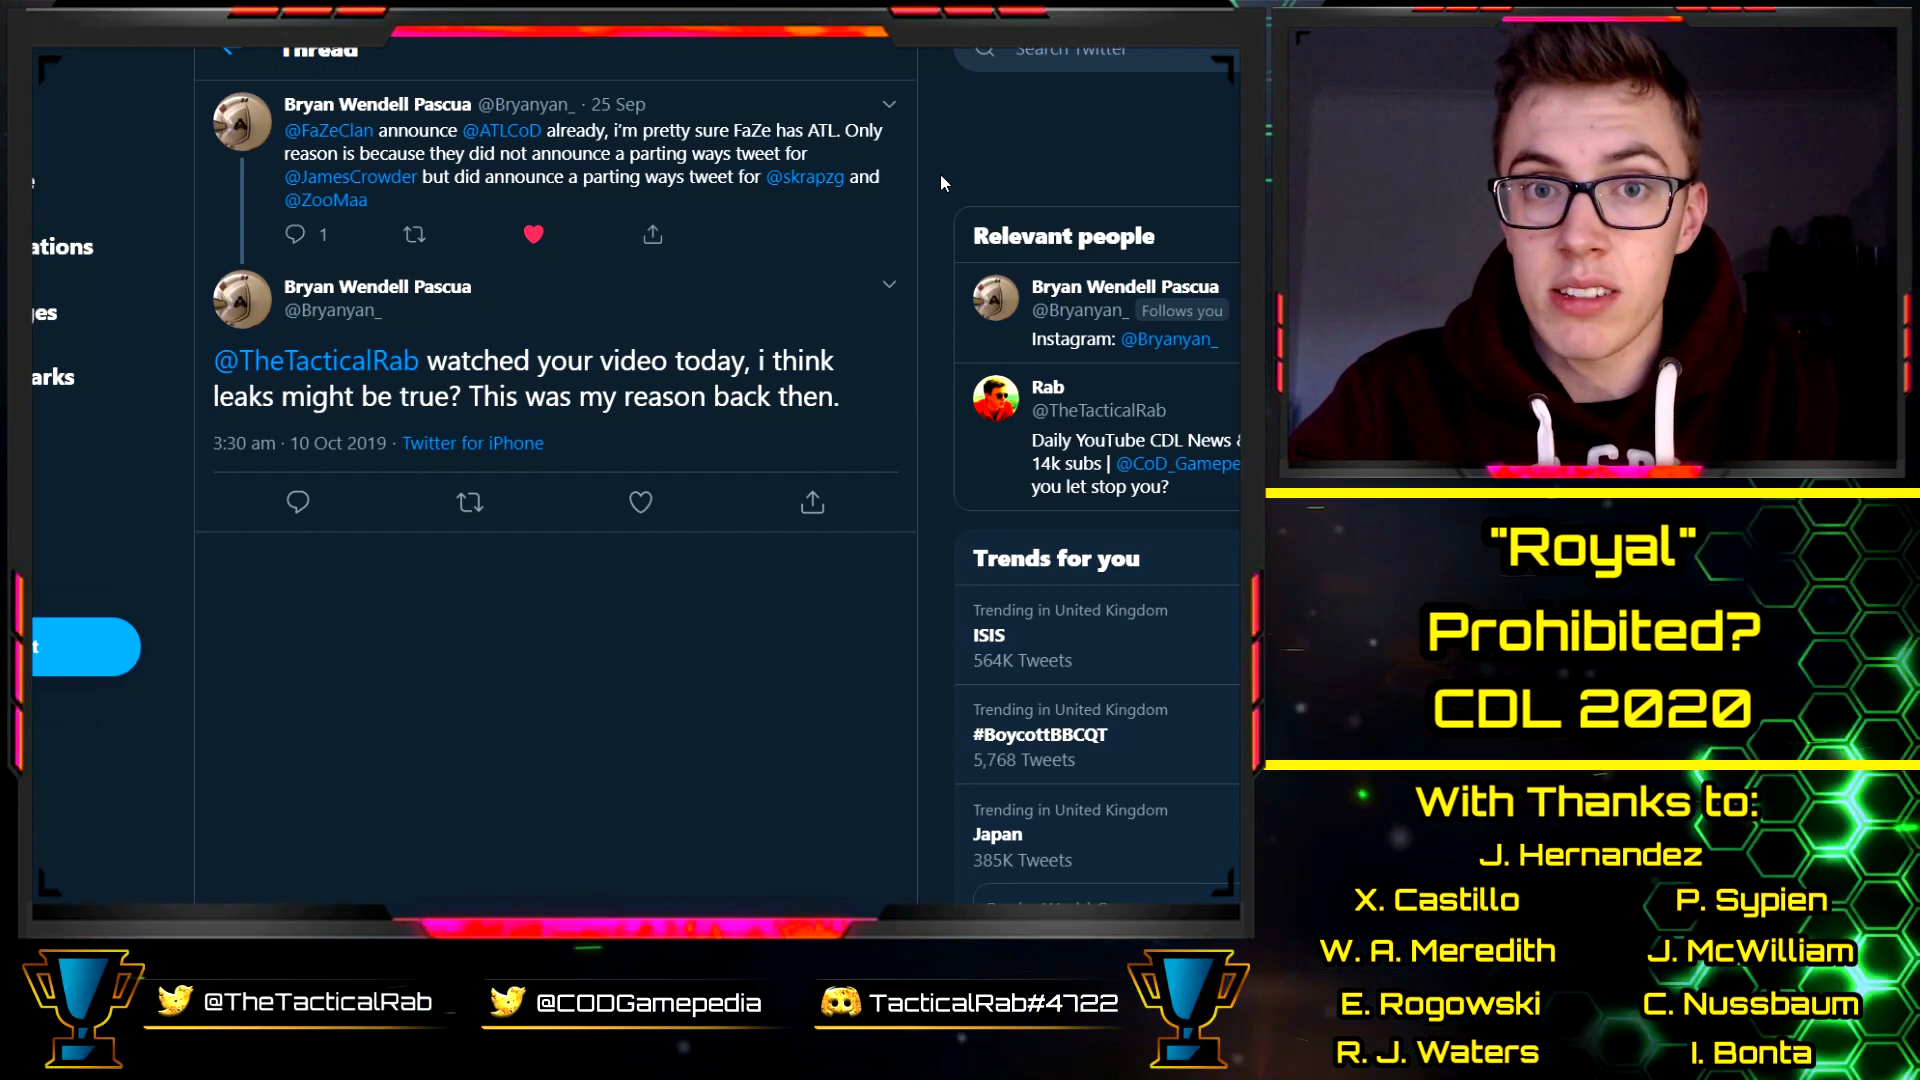 Thread
Search Twitter
Bryan Wendell Pascua @Bryanyan_ · 25 Sep
@FaZeClan announce @ATLCoD already, i'm pretty sure FaZe has ATL. Only
reason is because they did not announce a parting ways tweet for
@JamesCrowder but did announce a parting ways tweet for @skrapzg and
@ZooMaa
1
Bryan Wendell Pascua
@Bryanyan_
@TheTacticalRab watched your video today, i think
leaks might be true? This was my reason back then.
3:30 am · 10 Oct 2019 · Twitter for iPhone
e
ations
ges
arks
t
Relevant people
Bryan Wendell Pascua
@Bryanyan_ Follows you
Instagram: @Bryanyan_
Rab
@TheTacticalRab
Daily YouTube CDL News &
14k subs | @CoD_Gamepe
you let stop you?
Trends for you
Trending in United Kingdom
ISIS
564K Tweets
Trending in United Kingdom
#BoycottBBCQT
5,768 Tweets
Trending in United Kingdom
Japan
385K Tweets
"Royal"
Prohibited?
CDL 2020
With Thanks to:
J. Hernandez
X. Castillo P. Sypien
W. A. Meredith J. McWilliam
E. Rogowski C. Nussbaum
R. J. Waters I. Bonta
@TheTacticalRab
@CODGamepedia
TacticalRab#4722